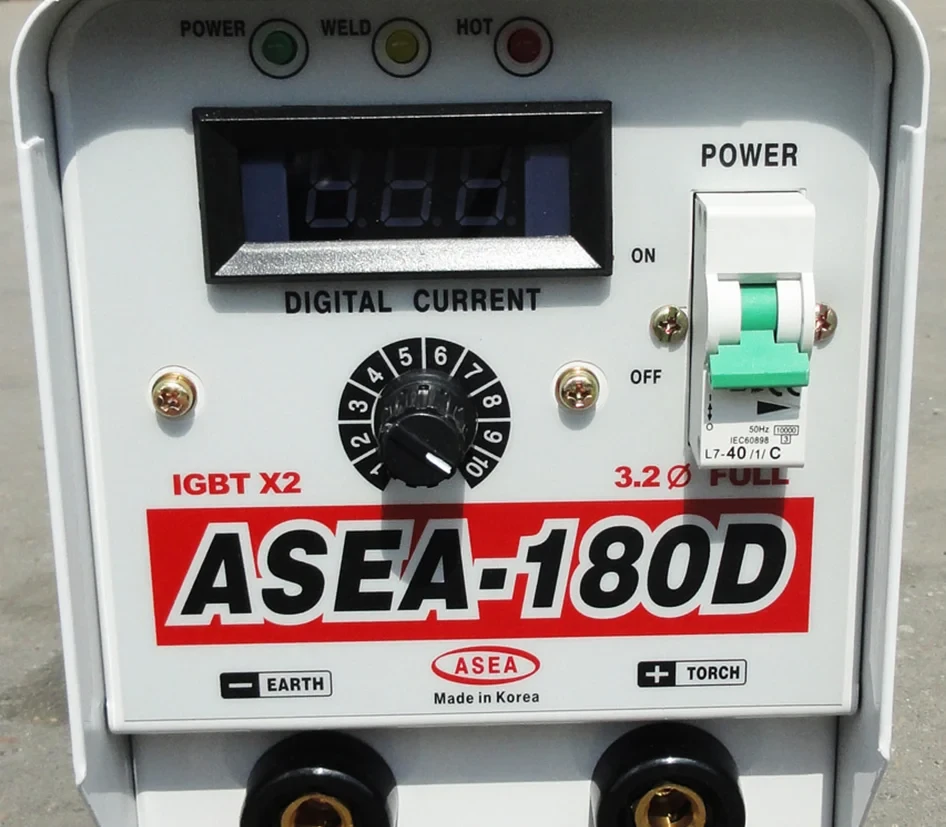 POWER WELD HOT
POWER
ON
DIGITAL CURRENT
OFF
1 2 3 4 5 6 7 8 9 10
O
50Hz 10000
3
IEC60898
L7-40/1/C
IGBT X2
3.2 Ø FULL
ASEA-180D
ASEA
− EARTH
+ TORCH
Made in Korea